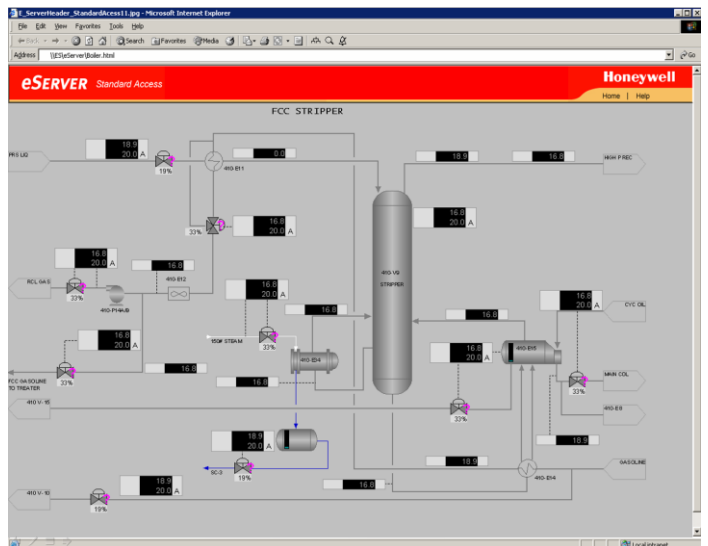 E_ServerHeader_StandardAcess11.jpg - Microsoft Internet Explorer
File Edit View Favorites Tools Help
Back Search Favorites Media
Address \\ES\eServer\Boiler.html Go
eSERVER Standard Access Honeywell
Home | Help
FCC STRIPPER
PRS LIQ
18.9
20.0 A
19%
410-E11
0.0
18.9
16.8
HIGH P REC
33%
16.8
20.0 A
16.8
20.0 A
410-V9
STRIPPER
RCL GAS
16.8
20.0 A
33%
410-P14A/B
16.8
410-E12
16.8
20.0 A
150# STEAM
33%
16.8
410-E34
16.8
16.8
410-E15
16.8
20.0 A
CYC OIL
FCC GASOLINE
TO TREATER
16.8
20.0 A
33%
16.8
16.8
20.0 A
33%
33%
MAIN COL
410 V-15
410-E8
18.9
SC-3
18.9
20.0 A
19%
16.8
18.9
410-E14
GASOLINE
410 V-10
18.9
20.0 A
19%
Local intranet